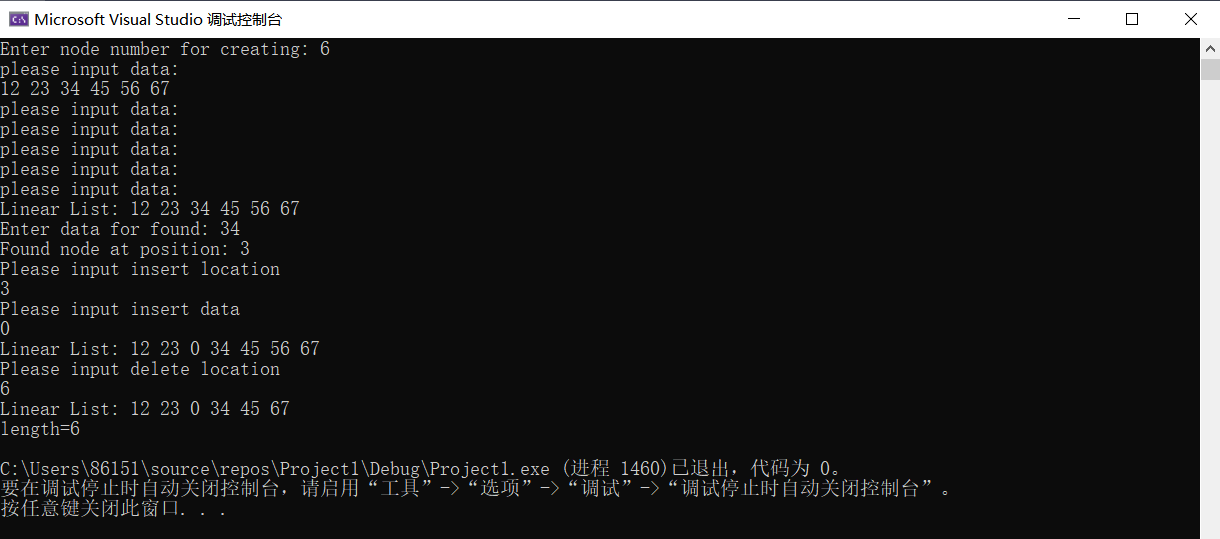 Microsoft Visual Studio 调试控制台
Enter node number for creating: 6
please input data:
12 23 34 45 56 67
please input data:
please input data:
please input data:
please input data:
please input data:
Linear List: 12 23 34 45 56 67
Enter data for found: 34
Found node at position: 3
Please input insert location
3
Please input insert data
0
Linear List: 12 23 0 34 45 56 67
Please input delete location
6
Linear List: 12 23 0 34 45 67
length=6
C:\Users\86151\source\repos\Project1\Debug\Project1.exe (进程 1460)已退出，代码为 0。
要在调试停止时自动关闭控制台，请启用“工具”->“选项”->“调试”->“调试停止时自动关闭控制台”。
按任意键关闭此窗口. . .